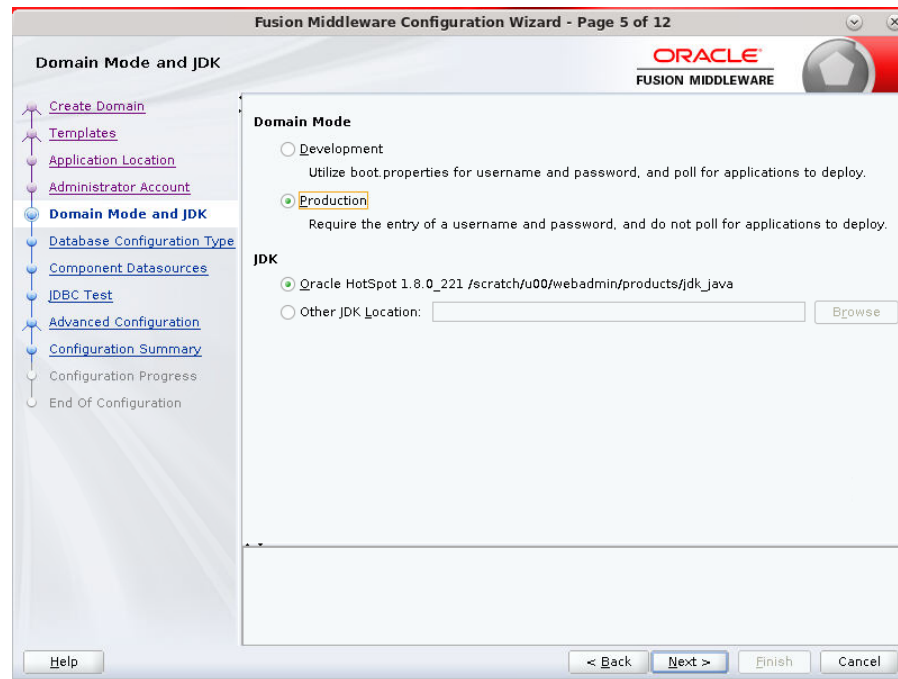 Fusion Middleware Configuration Wizard - Page 5 of 12
Domain Mode and JDK
ORACLE
FUSION MIDDLEWARE
Create Domain
Templates
Application Location
Administrator Account
Domain Mode and JDK
Database Configuration Type
Component Datasources
JDBC Test
Advanced Configuration
Configuration Summary
Configuration Progress
End Of Configuration
Domain Mode
Development
Utilize boot.properties for username and password, and poll for applications to deploy.
Production
Require the entry of a username and password, and do not poll for applications to deploy.
JDK
Oracle HotSpot 1.8.0_221 /scratch/u00/webadmin/products/jdk_java
Other JDK Location:
Browse
Help
< Back
Next >
Finish
Cancel